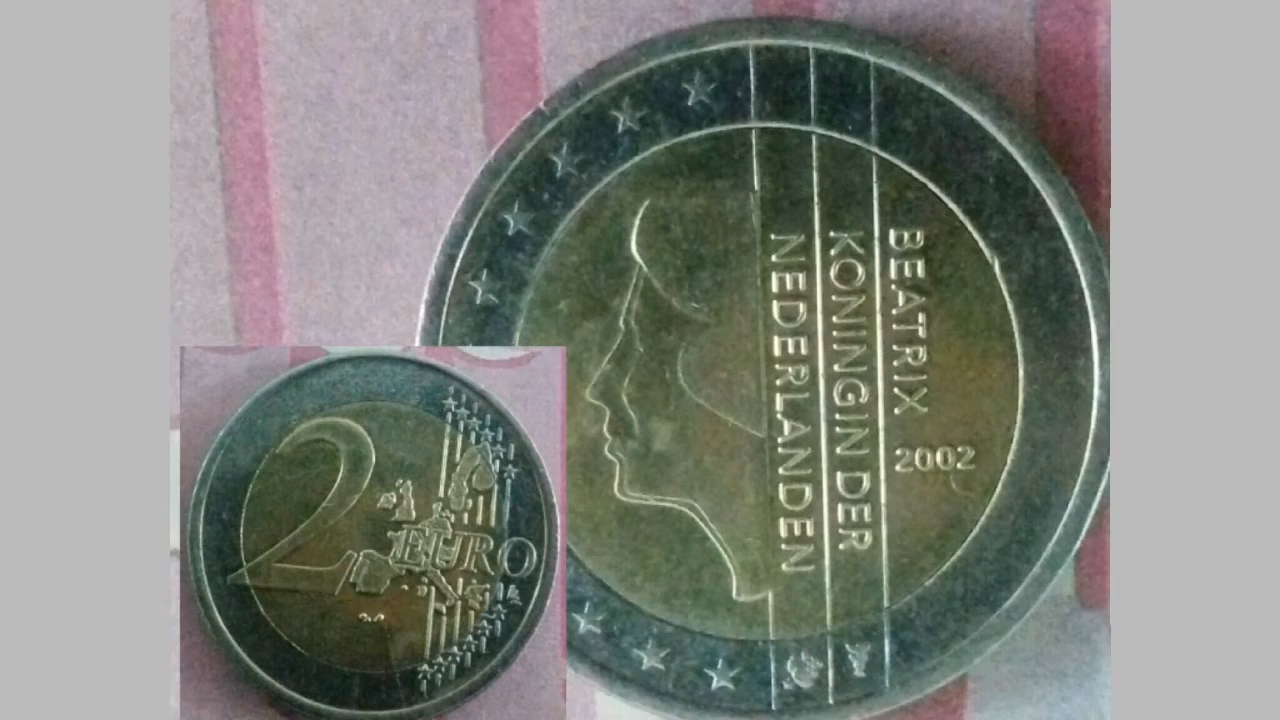 BEATRIX
KONINGIN DER
NEDERLANDEN
2002
2
EURO